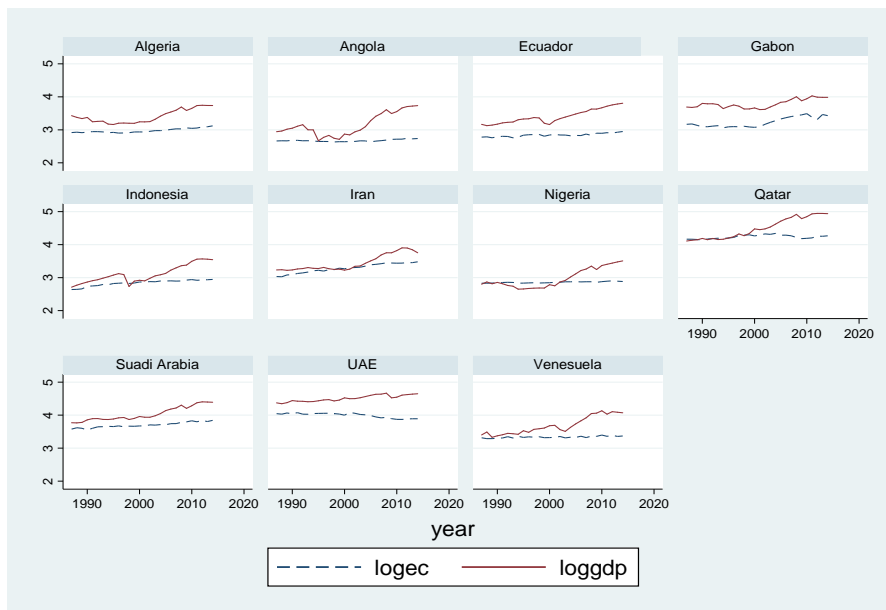 Algeria Angola Ecuador Gabon
5
4
3
2
Indonesia Iran Nigeria Qatar
5
4
3
2
1990 2000 2010 2020
Suadi Arabia UAE Venezuela
5
4
3
2
1990 2000 2010 2020 1990 2000 2010 2020 1990 2000 2010 2020
year
logec loggdp